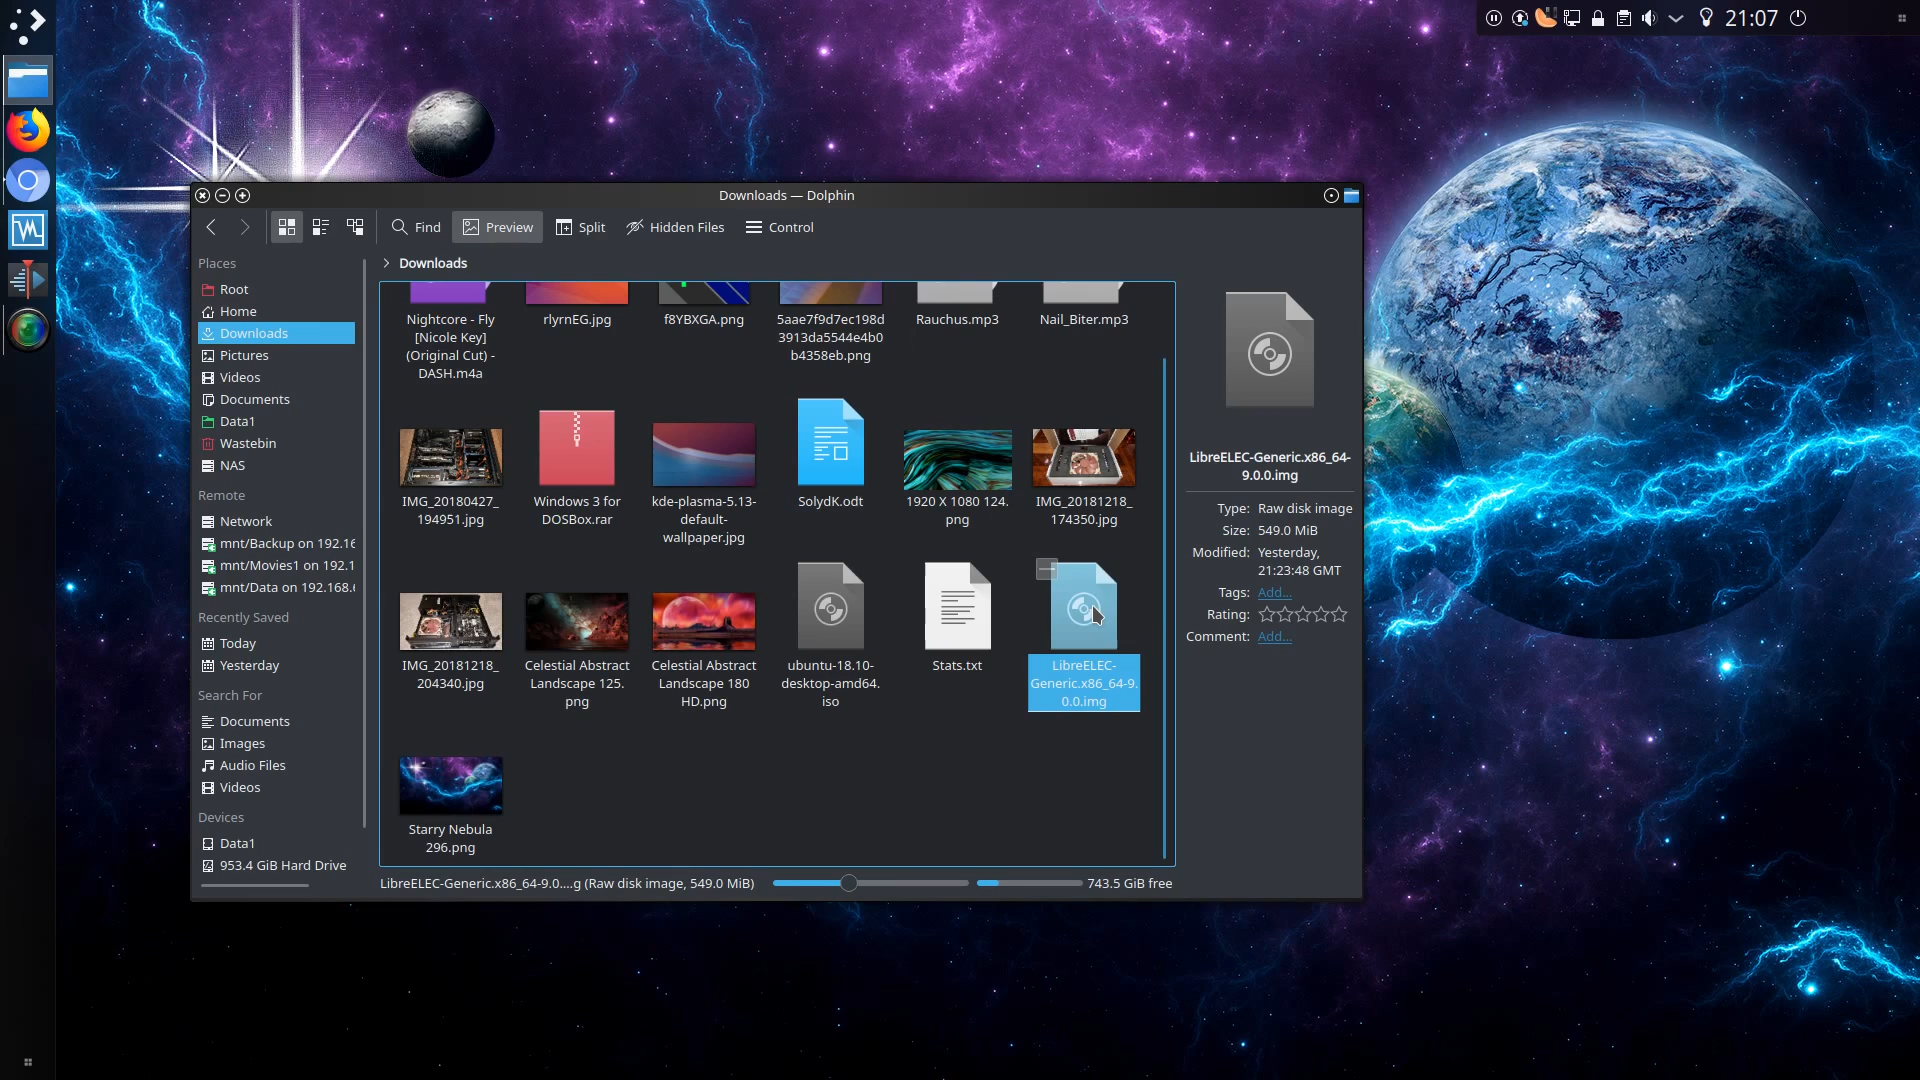 21:07
Downloads — Dolphin
Find
Preview
Split
Hidden Files
Control
Places
Root
Home
Downloads
Pictures
Videos
Documents
Data1
Wastebin
NAS
Remote
Network
mnt/Backup on 192.16
mnt/Movies1 on 192.1
mnt/Data on 192.168.
Recently Saved
Today
Yesterday
Search For
Documents
Images
Audio Files
Videos
Devices
Data1
953.4 GiB Hard Drive
Downloads
Nightcore - Fly
[Nicole Key]
(Original Cut) -
DASH.m4a
rlyrnEG.jpg
f8YBXGA.png
5aae7f9d7ec198d
3913da5544e4b0
b4358eb.png
Rauchus.mp3
Nail_Biter.mp3
IMG_20180427_
194951.jpg
Windows 3 for
DOSBox.rar
kde-plasma-5.13-
default-
wallpaper.jpg
SolydK.odt
1920 X 1080 124.
png
IMG_20181218_
174350.jpg
IMG_20181218_
204340.jpg
Celestial Abstract
Landscape 125.
png
Celestial Abstract
Landscape 180
HD.png
ubuntu-18.10-
desktop-amd64.
iso
Stats.txt
LibreELEC-
Generic.x86_64-9.
0.0.img
Starry Nebula
296.png
LibreELEC-Generic.x86_64-9.0....g (Raw disk image, 549.0 MiB)
743.5 GiB free
LibreELEC-Generic.x86_64-
9.0.0.img
Type: Raw disk image
Size: 549.0 MiB
Modified: Yesterday,
21:23:48 GMT
Tags: Add...
Rating:
Comment: Add...